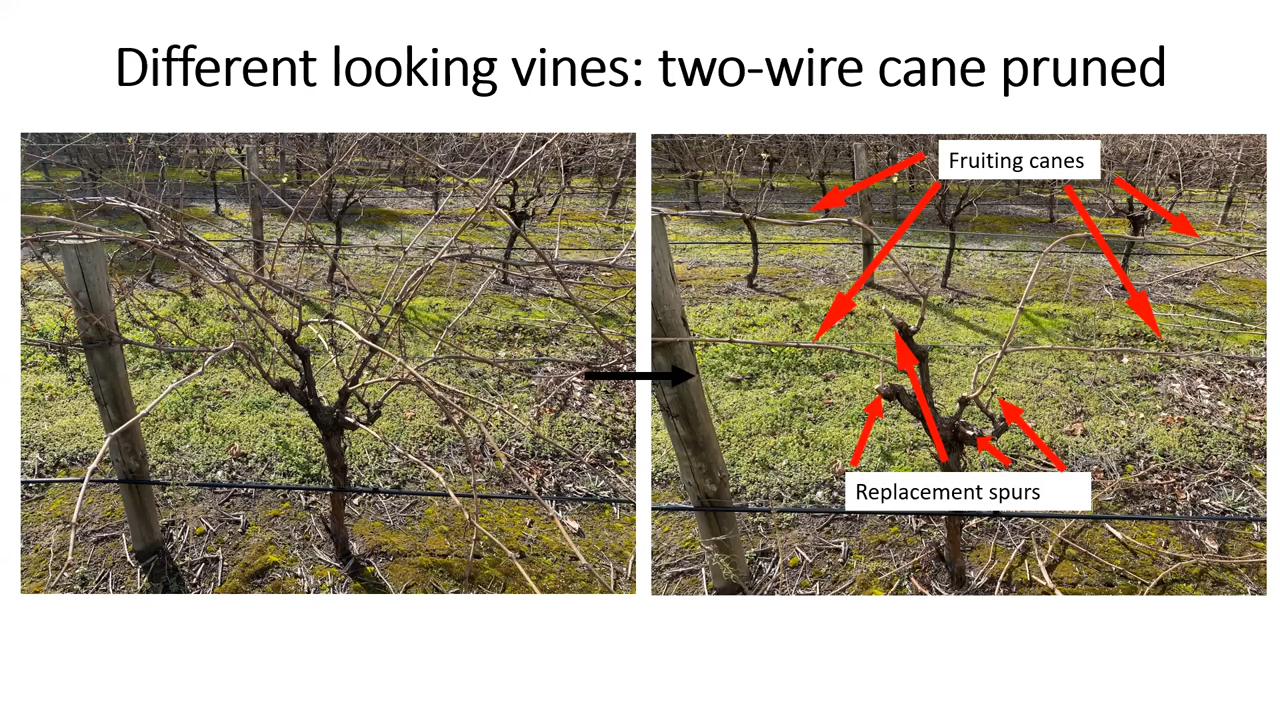 Different looking vines: two-wire cane pruned
Fruiting canes
Replacement spurs